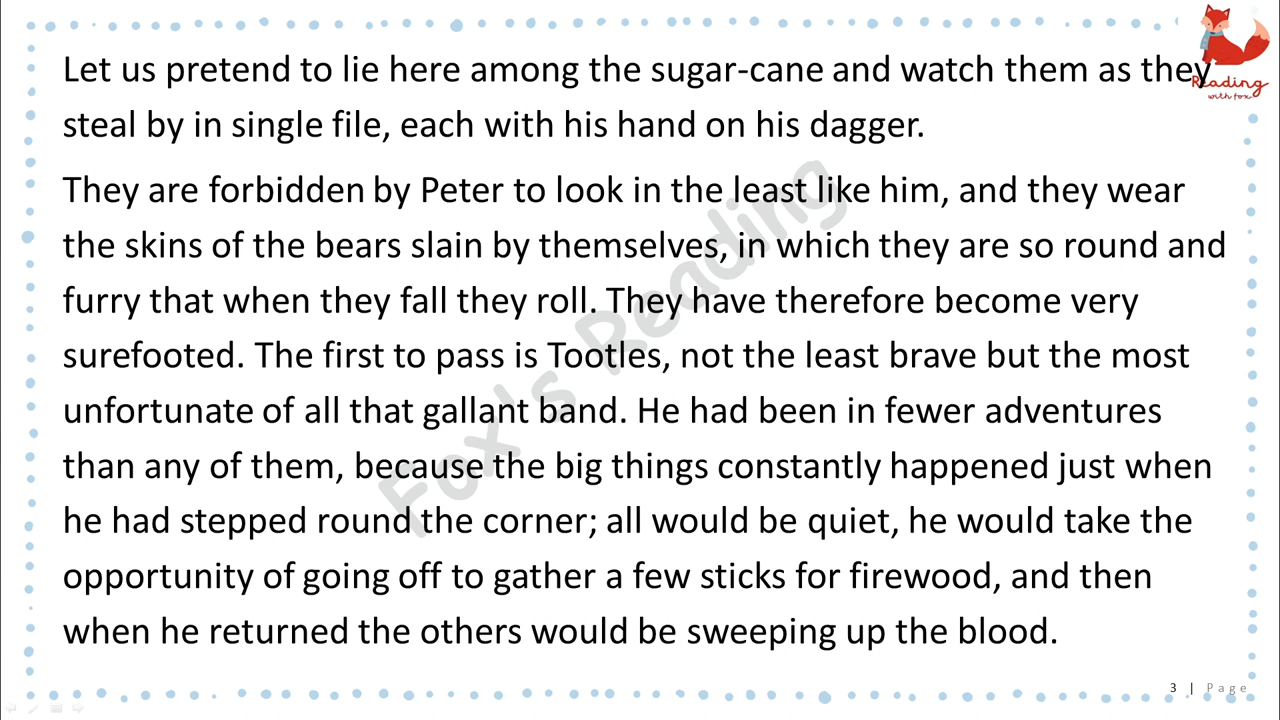 Let us pretend to lie here among the sugar-cane and watch them as they
Reading
with fox
steal by in single file, each with his hand on his dagger.
They are forbidden by Peter to look in the least like him, and they wear
the skins of the bears slain by themselves, in which they are so round and
furry that when they fall they roll. They have therefore become very
surefooted. The first to pass is Tootles, not the least brave but the most
unfortunate of all that gallant band. He had been in fewer adventures
than any of them, because the big things constantly happened just when
he had stepped round the corner; all would be quiet, he would take the
opportunity of going off to gather a few sticks for firewood, and then
when he returned the others would be sweeping up the blood.
Fox's Reading
3 | Page